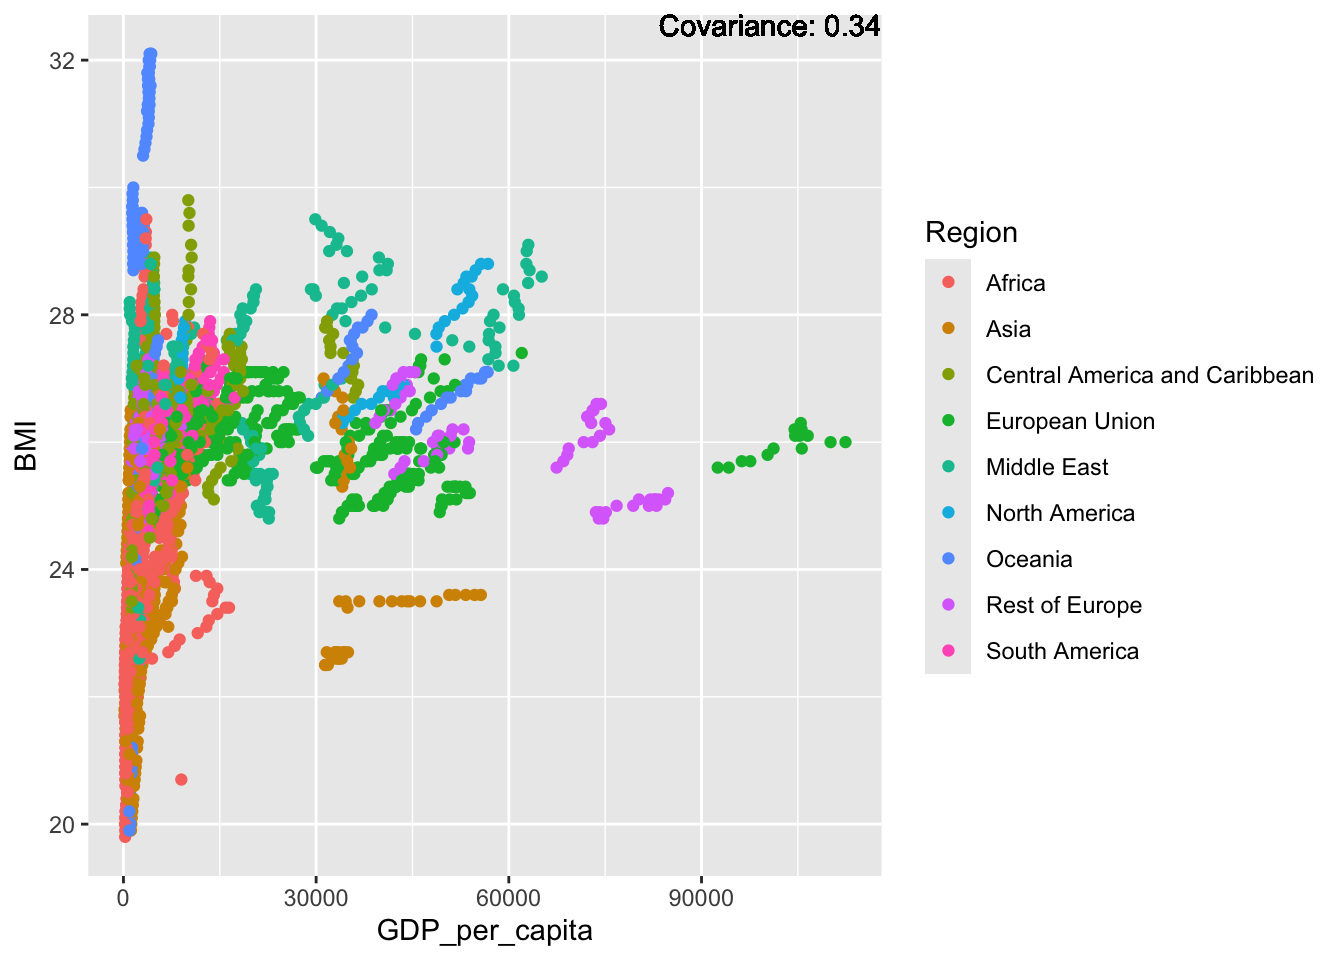 Covariance: 0.34
32
28
24
20
BMI
0 30000 60000 90000
GDP_per_capita
Region
Africa
Asia
Central America and Caribbean
European Union
Middle East
North America
Oceania
Rest of Europe
South America